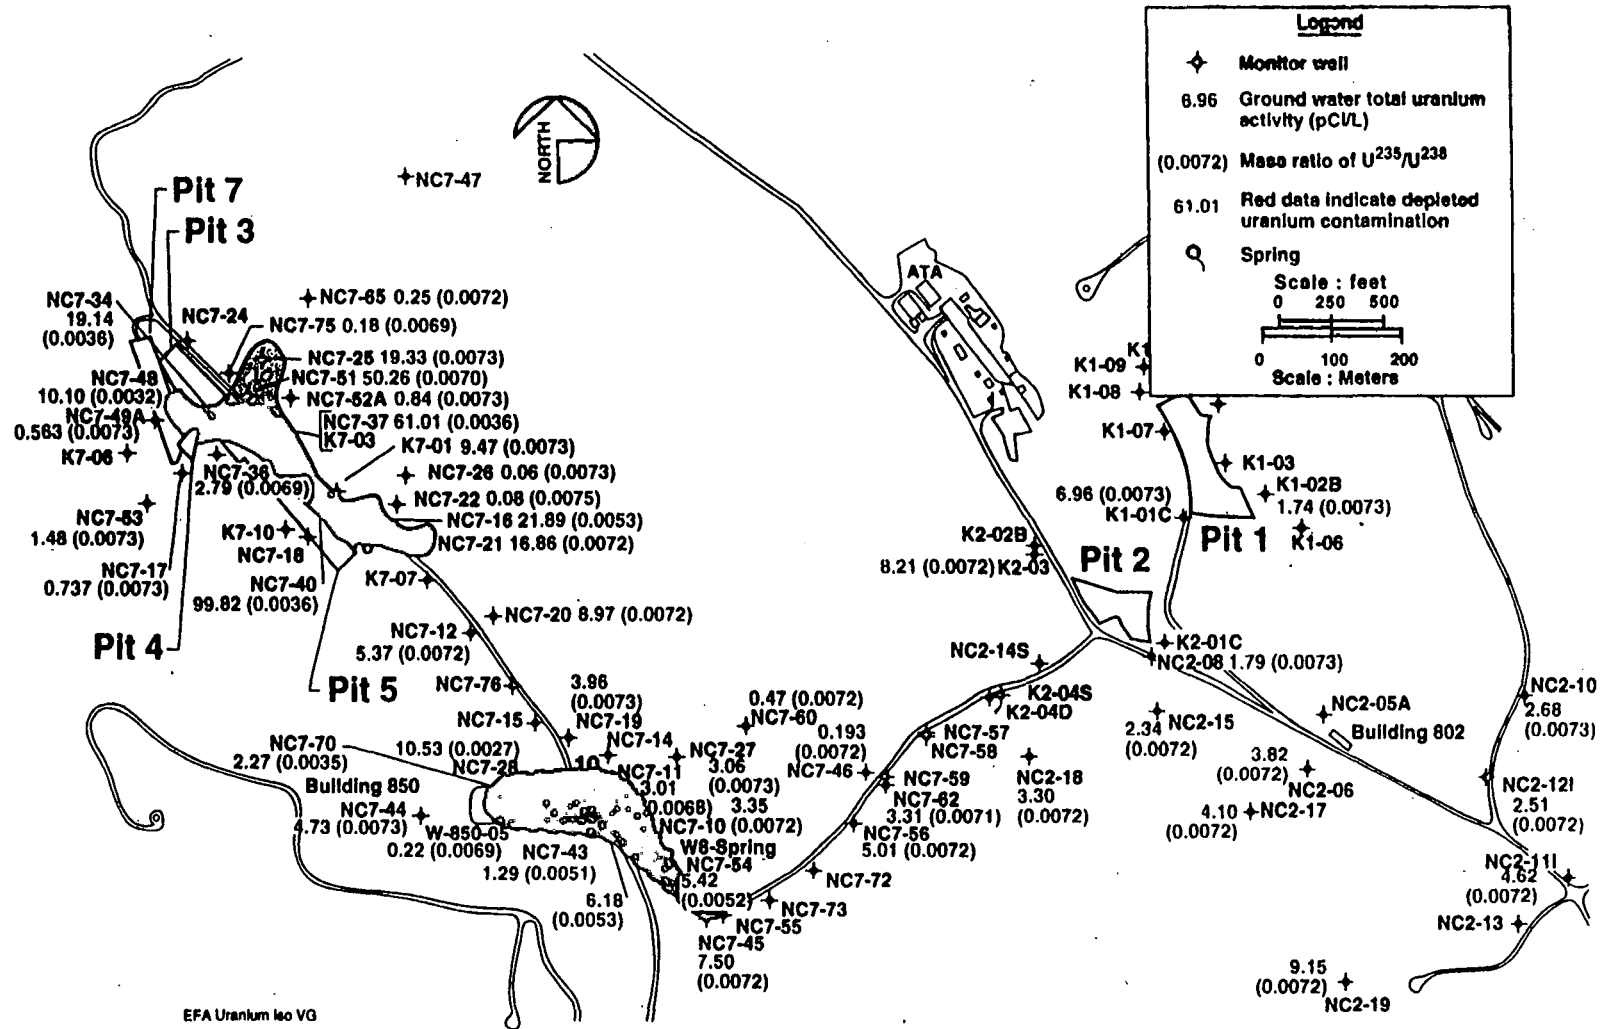 Legend
Monitor well
6.96 Ground water total uranium
activity (pCi/L)
(0.0072) Mass ratio of U235/U238
61.01 Red data indicate depleted
uranium contamination
Spring
Scale : feet
0 250 500
0 100 200
Scale : Meters
NORTH
NC7-47
Pit 7
Pit 3
ATA
NC7-34
19.14
(0.0036)
NC7-24
NC7-65 0.25 (0.0072)
NC7-75 0.18 (0.0069)
NC7-25 19.33 (0.0073)
NC7-51 50.26 (0.0070)
NC7-52A 0.84 (0.0073)
NC7-37 61.01 (0.0036)
K7-03
K7-01 9.47 (0.0073)
NC7-26 0.06 (0.0073)
NC7-22 0.08 (0.0075)
NC7-16 21.89 (0.0053)
NC7-21 16.86 (0.0072)
NC7-48
10.10 (0.0032)
NC7-49A
0.563 (0.0073)
K7-06
NC7-36
2.79 (0.0069)
NC7-53
1.48 (0.0073)
K7-10
NC7-18
NC7-17
0.737 (0.0073)
NC7-40
99.82 (0.0036)
K7-07
Pit 4
Pit 5
NC7-20 8.97 (0.0072)
NC7-12
5.37 (0.0072)
NC7-76
NC7-15
3.96
(0.0073)
NC7-19
NC7-14
NC7-70
2.27 (0.0035)
10.53 (0.0027)
NC7-28
10
NC7-11
3.01
(0.0068)
NC7-27
3.06
(0.0073)
3.35
NC7-10 (0.0072)
W8-Spring
NC7-54
5.42
(0.0052)
Building 850
NC7-44
4.73 (0.0073)
W-850-05
0.22 (0.0069)
NC7-43
1.29 (0.0051)
6.18
(0.0053)
NC7-55
NC7-45
7.50
(0.0072)
NC7-73
NC7-72
0.47 (0.0072)
NC7-60
0.193
(0.0072)
NC7-46
NC7-57
NC7-58
NC7-59
NC7-62
3.31 (0.0071)
NC7-56
5.01 (0.0072)
NC2-18
3.30
(0.0072)
NC2-14S
K2-04S
K2-04D
K2-02B
8.21 (0.0072) K2-03
Pit 2
K2-01C
NC2-08 1.79 (0.0073)
K1-09
K1-08
K1-07
6.96 (0.0073)
K1-01C
K1-03
K1-02B
1.74 (0.0073)
K1-06
Pit 1
NC2-15
2.34
(0.0072)
NC2-05A
Building 802
3.82
(0.0072)
NC2-06
4.10
(0.0072)
NC2-17
NC2-10
2.68
(0.0073)
NC2-12I
2.51
(0.0072)
NC2-11I
4.62
(0.0072)
NC2-13
9.15
(0.0072)
NC2-19
EFA Uranium Iso VG